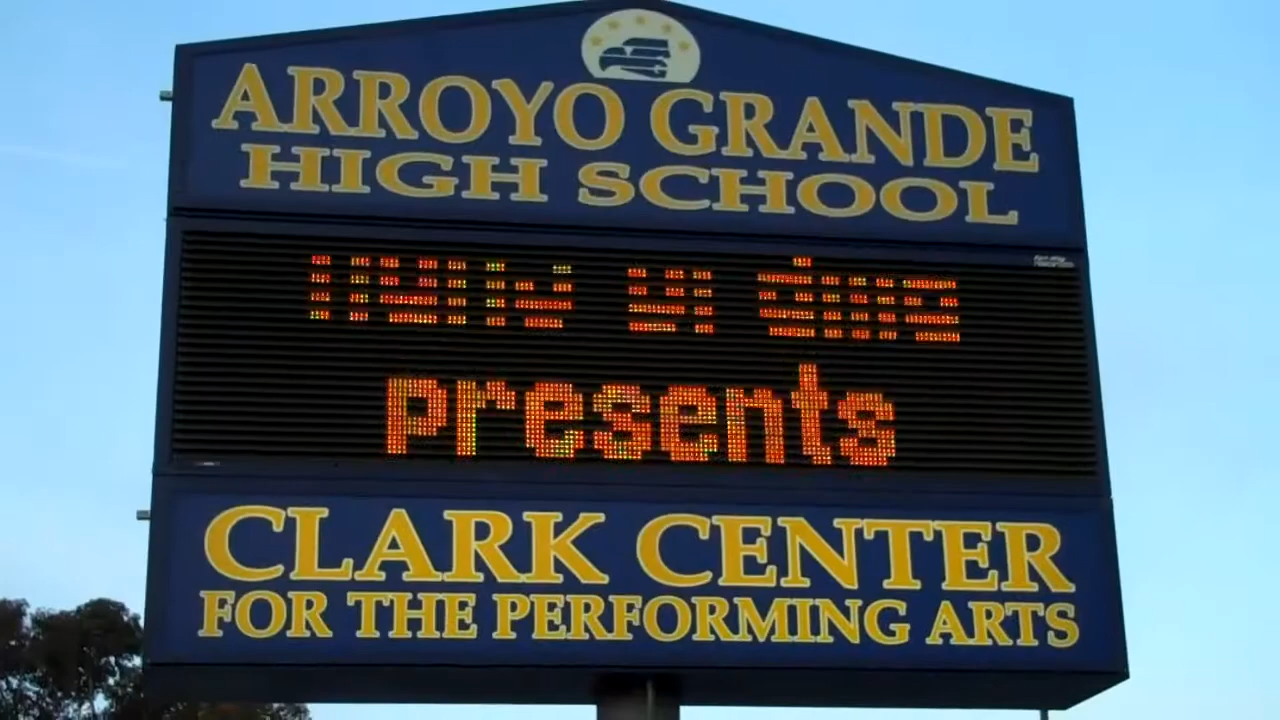 ARROYO GRANDE
HIGH SCHOOL
presents
CLARK CENTER
FOR THE PERFORMING ARTS